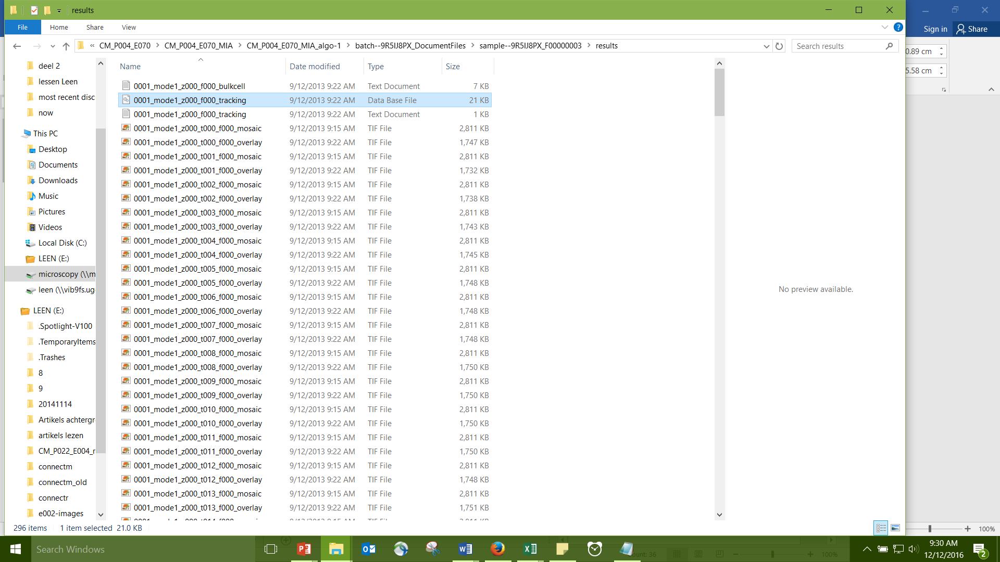 results
Sign in Share
File Home Share View
« CM_P004_E070 > CM_P004_E070_MIA > CM_P004_E070_MIA_algo-1 > batch--9R5IJ8PX_DocumentFiles > sample--9R5IJ8PX_F00000003 > results
Search results
0.89 cm
5.58 cm
deel 2
lessen Leen
most recent disc
now
This PC
Desktop
Documents
Downloads
Music
Pictures
Videos
Local Disk (C:)
LEEN (E:)
microscopy (\\m
leen (\\vib9fs.ug
LEEN (E:)
.Spotlight-V100
.TemporaryItems
.Trashes
8
9
20141114
Artikels achtergr
artikels lezen
CM_P022_E004_r
connectm
connectm_old
connectr
e002-images
Name Date modified Type Size
0001_mode1_z000_f000_bulkcell 9/12/2013 9:22 AM Text Document 7 KB
0001_mode1_z000_f000_tracking 9/12/2013 9:22 AM Data Base File 21 KB
0001_mode1_z000_f000_tracking 9/12/2013 9:22 AM Text Document 1 KB
0001_mode1_z000_t000_f000_mosaic 9/12/2013 9:15 AM TIF File 2,811 KB
0001_mode1_z000_t000_f000_overlay 9/12/2013 9:22 AM TIF File 1,747 KB
0001_mode1_z000_t001_f000_mosaic 9/12/2013 9:15 AM TIF File 2,811 KB
0001_mode1_z000_t001_f000_overlay 9/12/2013 9:22 AM TIF File 1,732 KB
0001_mode1_z000_t002_f000_mosaic 9/12/2013 9:15 AM TIF File 2,811 KB
0001_mode1_z000_t002_f000_overlay 9/12/2013 9:22 AM TIF File 1,738 KB
0001_mode1_z000_t003_f000_mosaic 9/12/2013 9:15 AM TIF File 2,811 KB
0001_mode1_z000_t003_f000_overlay 9/12/2013 9:22 AM TIF File 1,743 KB
0001_mode1_z000_t004_f000_mosaic 9/12/2013 9:15 AM TIF File 2,811 KB
0001_mode1_z000_t004_f000_overlay 9/12/2013 9:22 AM TIF File 1,745 KB
0001_mode1_z000_t005_f000_mosaic 9/12/2013 9:15 AM TIF File 2,811 KB
0001_mode1_z000_t005_f000_overlay 9/12/2013 9:22 AM TIF File 1,748 KB
0001_mode1_z000_t006_f000_mosaic 9/12/2013 9:15 AM TIF File 2,811 KB
0001_mode1_z000_t006_f000_overlay 9/12/2013 9:22 AM TIF File 1,748 KB
0001_mode1_z000_t007_f000_mosaic 9/12/2013 9:15 AM TIF File 2,811 KB
0001_mode1_z000_t007_f000_overlay 9/12/2013 9:22 AM TIF File 1,748 KB
0001_mode1_z000_t008_f000_mosaic 9/12/2013 9:15 AM TIF File 2,811 KB
0001_mode1_z000_t008_f000_overlay 9/12/2013 9:22 AM TIF File 1,750 KB
0001_mode1_z000_t009_f000_mosaic 9/12/2013 9:15 AM TIF File 2,811 KB
0001_mode1_z000_t009_f000_overlay 9/12/2013 9:22 AM TIF File 1,750 KB
0001_mode1_z000_t010_f000_mosaic 9/12/2013 9:15 AM TIF File 2,811 KB
0001_mode1_z000_t010_f000_overlay 9/12/2013 9:22 AM TIF File 1,750 KB
0001_mode1_z000_t011_f000_mosaic 9/12/2013 9:15 AM TIF File 2,811 KB
0001_mode1_z000_t011_f000_overlay 9/12/2013 9:22 AM TIF File 1,750 KB
0001_mode1_z000_t012_f000_mosaic 9/12/2013 9:15 AM TIF File 2,811 KB
0001_mode1_z000_t012_f000_overlay 9/12/2013 9:22 AM TIF File 1,748 KB
0001_mode1_z000_t013_f000_mosaic 9/12/2013 9:15 AM TIF File 2,811 KB
0001_mode1_z000_t013_f000_overlay 9/12/2013 9:22 AM TIF File 1,751 KB
No preview available.
296 items 1 item selected 21.0 KB
100%
Search Windows
ount: 36
100%
9:30 AM
12/12/2016
2